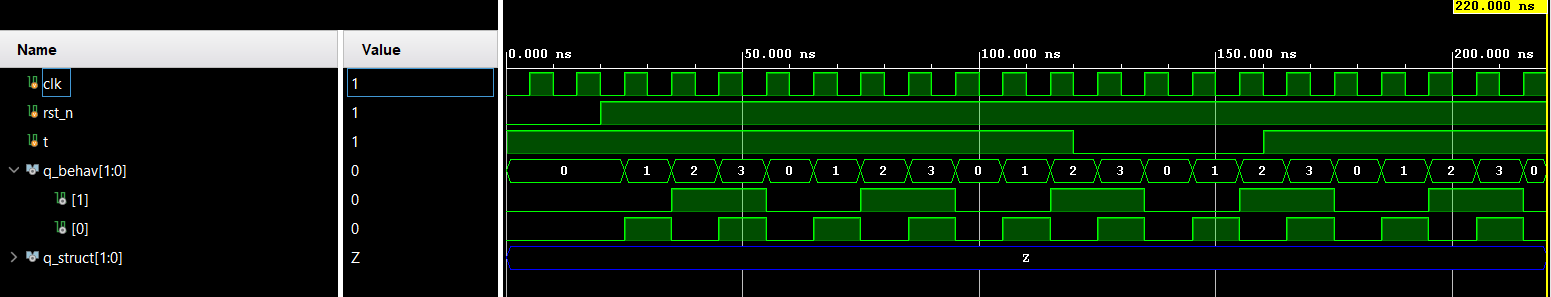 220.000 ns
Name Value 0.000 ns 50.000 ns 100.000 ns 150.000 ns 200.000 ns
clk 1
rst_n 1
t 1
q_behav[1:0] 0 0 1 2 3 0 1 2 3 0 1 2 3 0 1 2 3 0 1 2 3 0
[1] 0
[0] 0
q_struct[1:0] Z Z